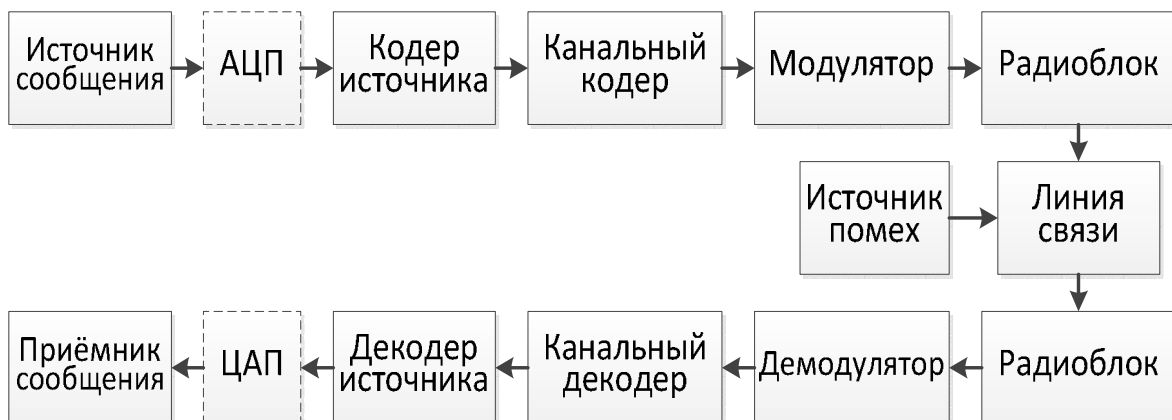 Источник
сообщения
АЦП
Кодер
источника
Канальный
кодер
Модулятор
Радиоблок
Источник
помех
Линия
связи
Приёмник
сообщения
ЦАП
Декодер
источника
Канальный
декодер
Демодулятор
Радиоблок